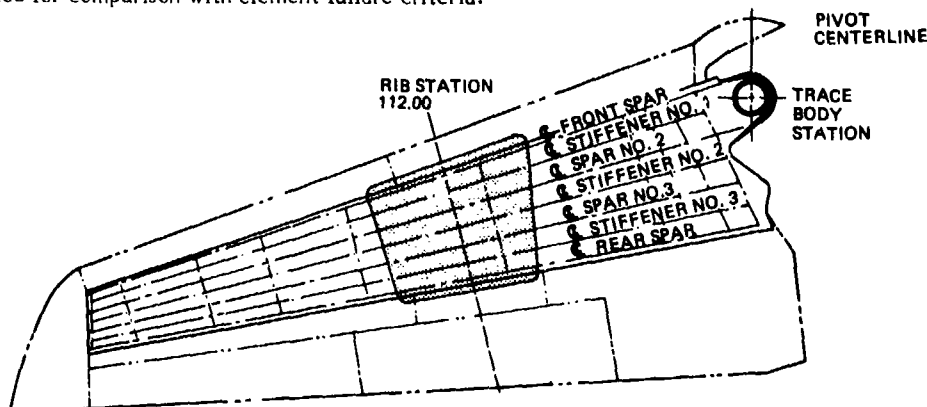 for comparison with element failure criteria.
PIVOT
CENTERLINE
RIB STATION
112.00
TRACE
BODY
STATION
℄ FRONT SPAR
℄ STIFFENER NO. 1
℄ SPAR NO. 2
℄ STIFFENER NO. 2
℄ SPAR NO. 3
℄ STIFFENER NO. 3
℄ REAR SPAR